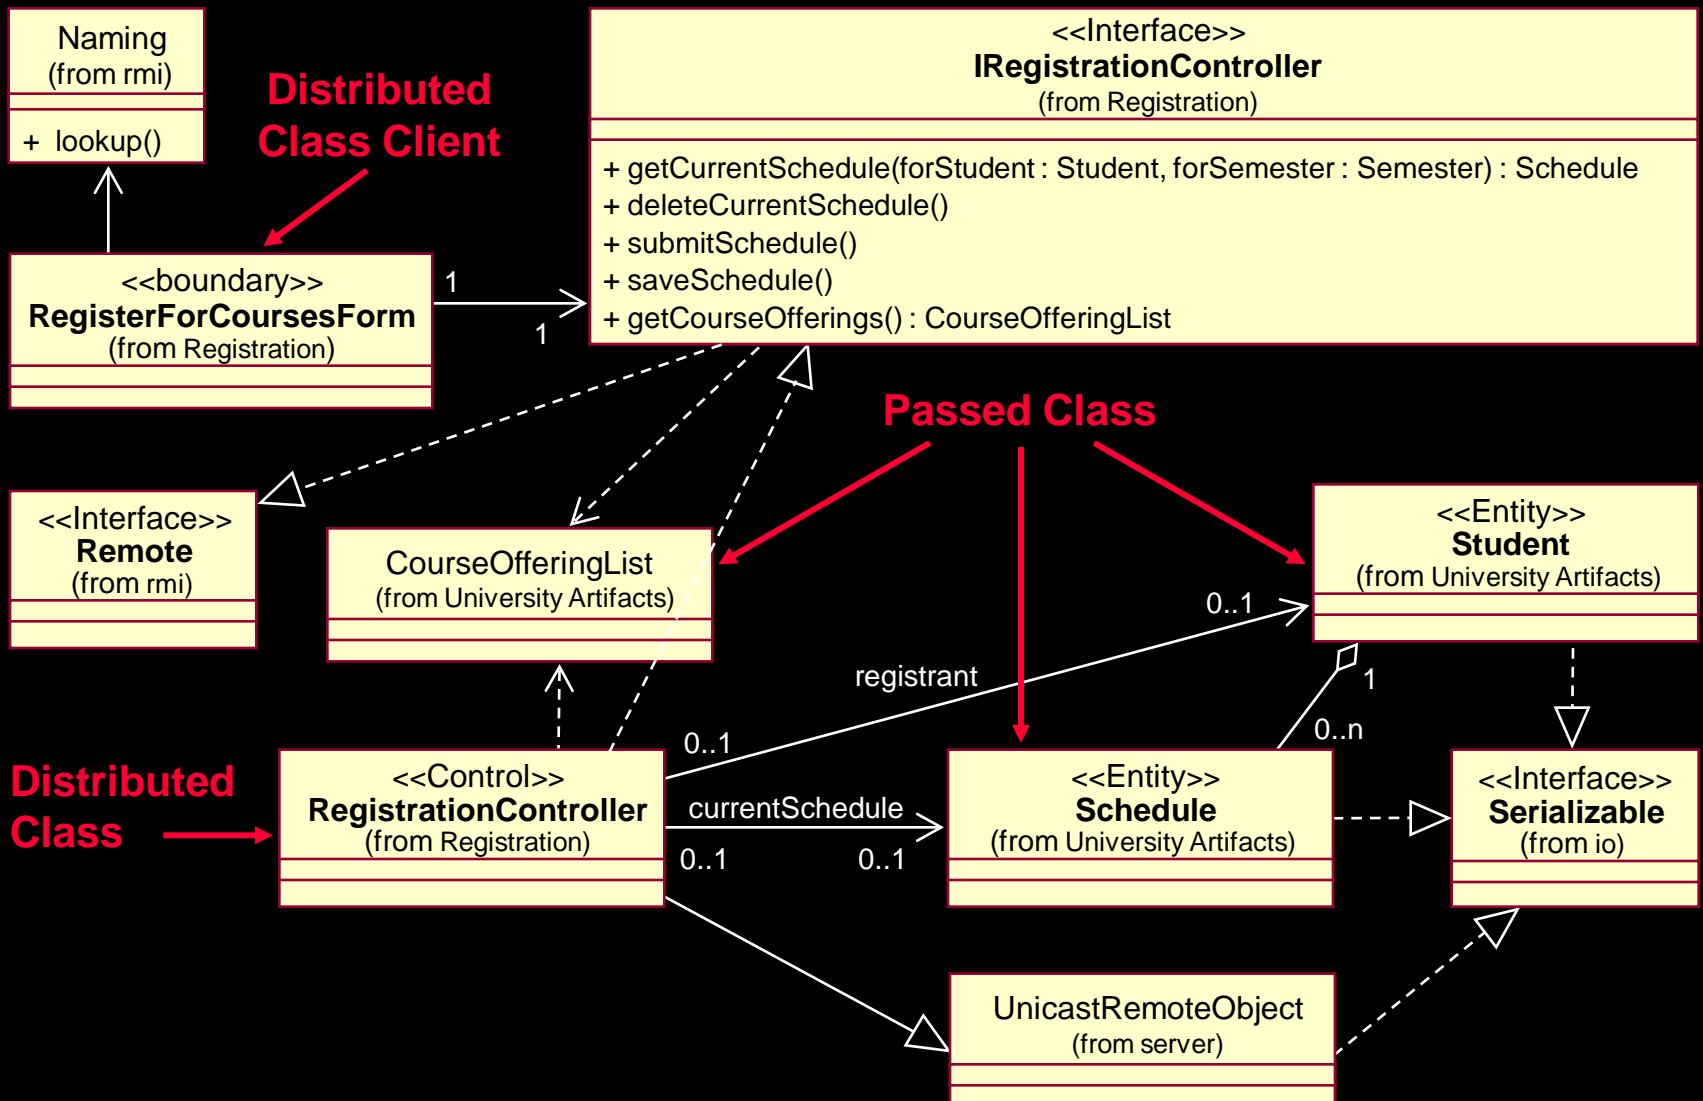 Naming
(from rmi)
+ lookup()
Distributed
Class Client
<<Interface>>
IRegistrationController
(from Registration)
+ getCurrentSchedule(forStudent : Student, forSemester : Semester) : Schedule
+ deleteCurrentSchedule()
+ submitSchedule()
+ saveSchedule()
+ getCourseOfferings() : CourseOfferingList
<<boundary>>
RegisterForCoursesForm
(from Registration)
1
1
Passed Class
<<Interface>>
Remote
(from rmi)
CourseOfferingList
(from University Artifacts)
<<Entity>>
Student
(from University Artifacts)
0..1
registrant
0..1
1
0..n
Distributed
Class
<<Control>>
RegistrationController
(from Registration)
currentSchedule
0..1
0..1
<<Entity>>
Schedule
(from University Artifacts)
<<Interface>>
Serializable
(from io)
UnicastRemoteObject
(from server)